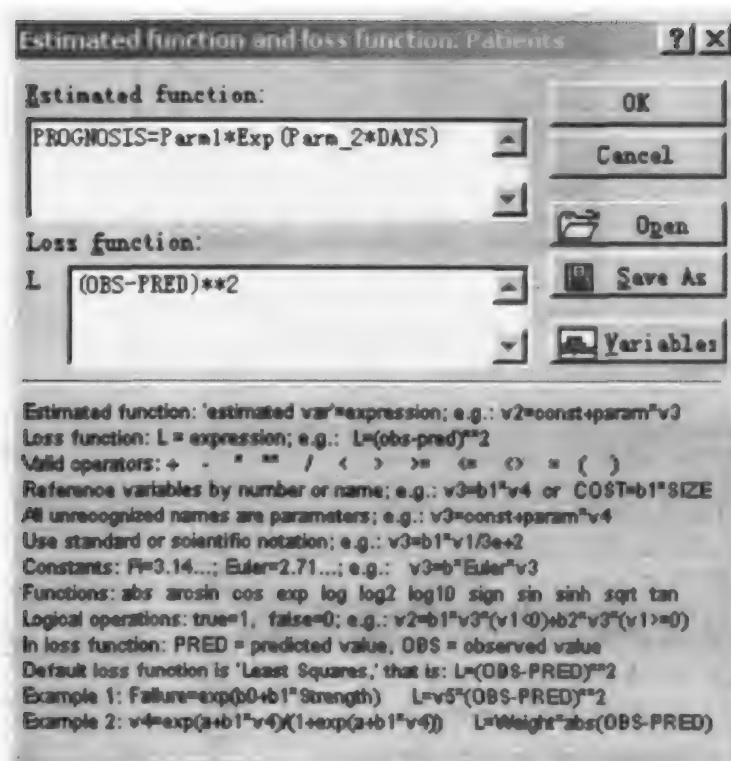 Estimated function and loss function: Patients
? ×
Estimated function:
PROGNOSIS=Parm1*Exp(Parm_2*DAYS)
OK
Cancel
Loss function:
Open
L (OBS-PRED)**2
Save As
Variables
Estimated function: 'estimated var'=expression; e.g.: v2=const+param*v3
Loss function: L = expression; e.g.: L=(obs-pred)**2
Valid operators: + - * ** / < > >= <= <> = ( )
Reference variables by number or name; e.g.: v3=b1*v4 or COST=b1*SIZE
All unrecognized names are parameters; e.g.: v3=const+param*v4
Use standard or scientific notation; e.g.: v3=b1*v1/3e+2
Constants: Pi=3.14...; Euler=2.71...; e.g.: v3=b*Euler*v3
Functions: abs arcsin cos exp log log2 log10 sign sin sinh sqrt tan
Logical operations: true=1, false=0; e.g.: v2=b1*v3*(v1<0)+b2*v3*(v1>=0)
In loss function: PRED = predicted value, OBS = observed value
Default loss function is 'Least Squares,' that is: L=(OBS-PRED)**2
Example 1: Failure=exp(b0+b1*Strength) L=v5*(OBS-PRED)**2
Example 2: v4=exp(a+b1*v4)/(1+exp(a+b1*v4)) L=Weight*abs(OBS-PRED)